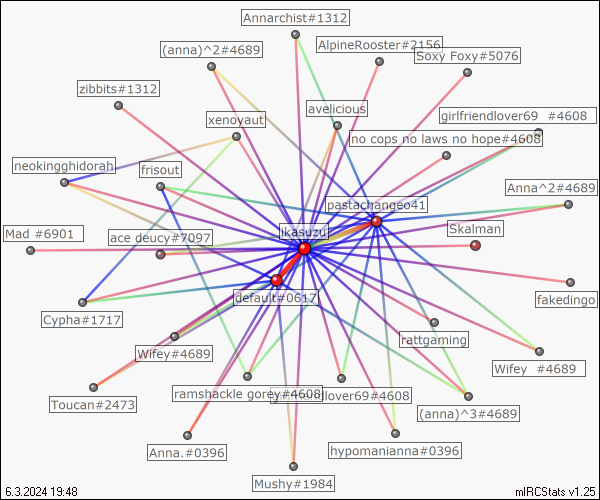 Annarchist#1312
AlpineRooster#2156
(anna)^2#4689
Soxy Foxy#5076
zibbits#1312
avelicious
girlfriendlover69 #4608
xenoyaut
no cops no laws no hope#4608
neokingghidorah
frisout
Anna^2#4689
pastachangeo41
Skalman
Mad #6901
ikasuzu
ace deucy#7097
default#0617
fakedingo
Cypha#1717
rattgaming
Wifey#4689
Wifey #4689
ramshackle gorey#4608
lover69#4608
Toucan#2473
(anna)^3#4689
Anna.#0396
hypomanianna#0396
Mushy#1984
6.3.2024 19:48
mIRCStats v1.25